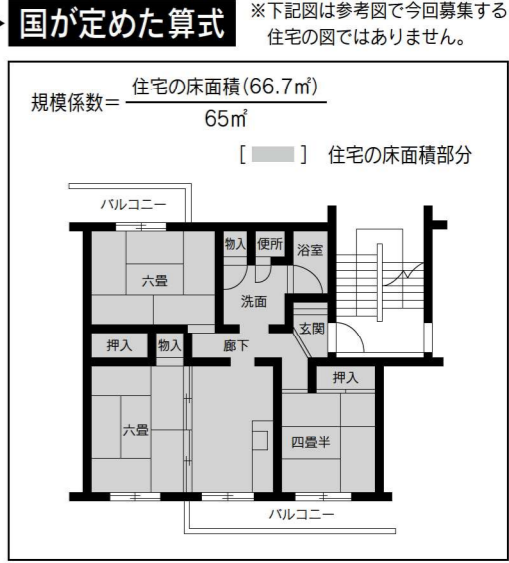 国が定めた算式
※下記図は参考図で今回募集する
住宅の図ではありません。
規模係数＝住宅の床面積(66.7㎡)
65㎡
[ ] 住宅の床面積部分
バルコニー
物入 便所 浴室
六畳
洗面
玄関
押入 物入 廊下
押入
六畳
四畳半
バルコニー